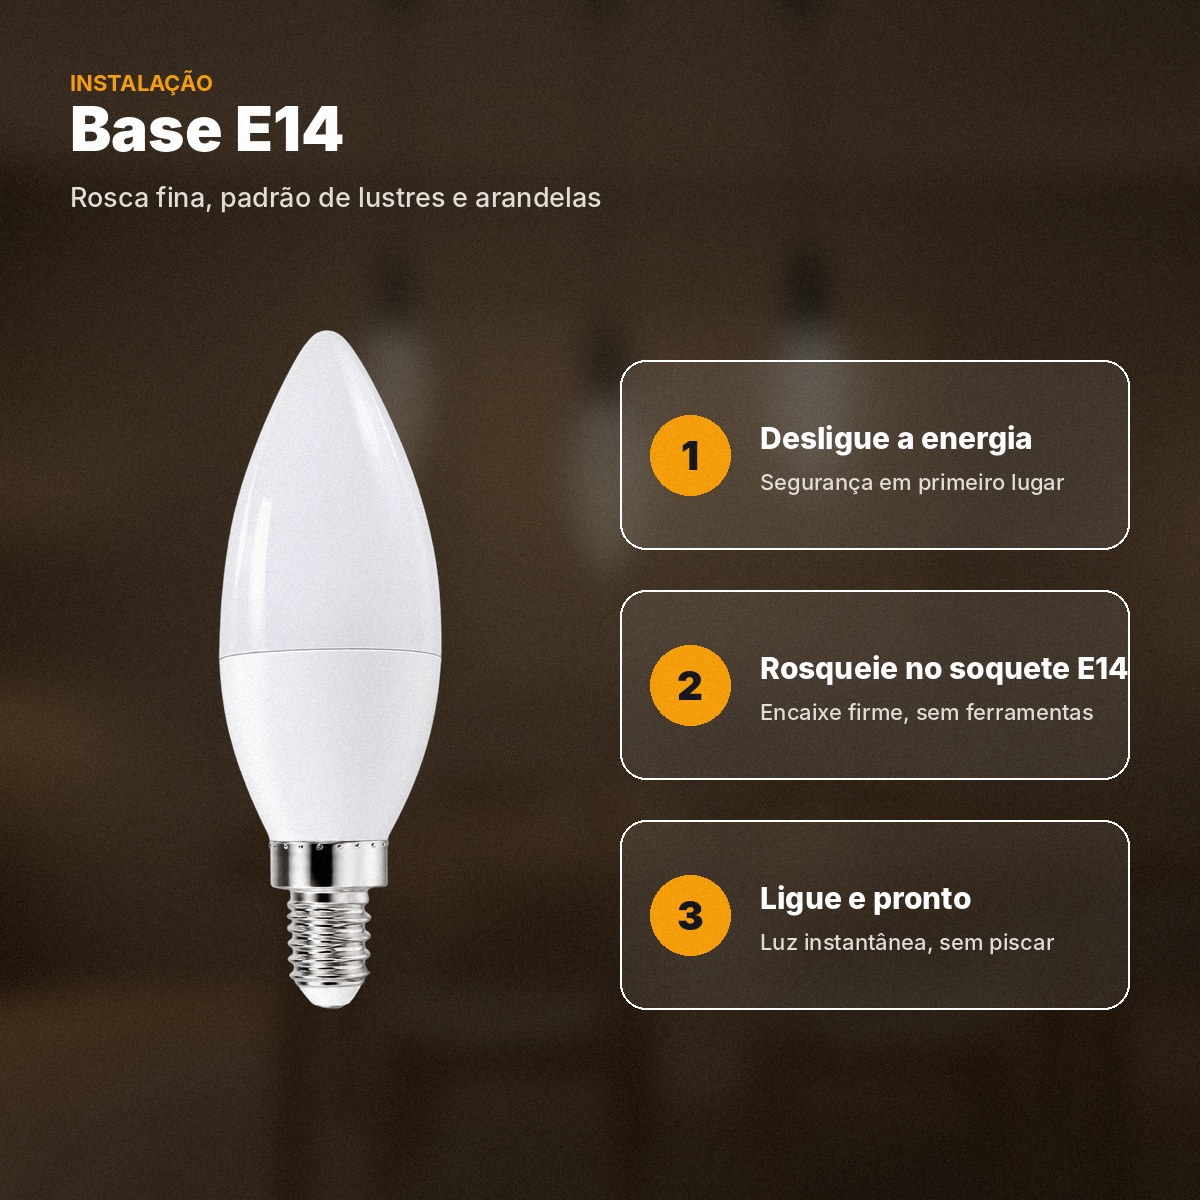 INSTALAÇÃO
Base E14
Rosca fina, padrão de lustres e arandelas
1
Desligue a energia
Segurança em primeiro lugar
2
Rosqueie no soquete E14
Encaixe firme, sem ferramentas
3
Ligue e pronto
Luz instantânea, sem piscar